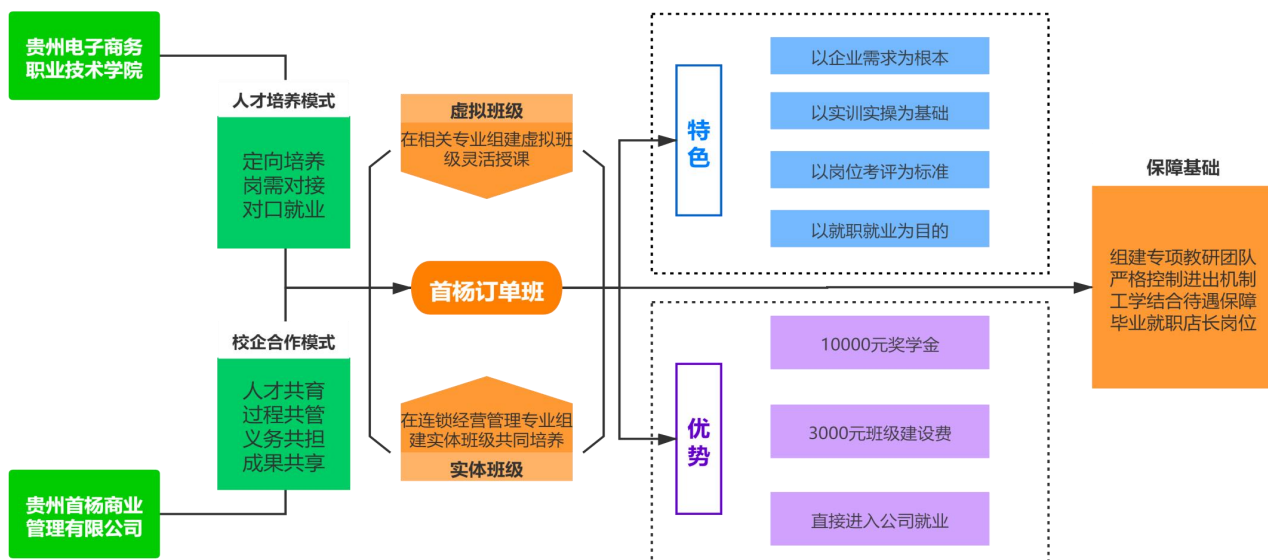 贵州电子商务
职业技术学院
人才培养模式
定向培养
岗需对接
对口就业
校企合作模式
人才共育
过程共管
义务共担
成果共享
贵州首杨商业
管理有限公司
虚拟班级
在相关专业组建虚拟班
级灵活授课
首杨订单班
在连锁经营管理专业组
建实体班级共同培养
实体班级
特
色
以企业需求为根本
以实训实操为基础
以岗位考评为标准
以就职就业为目的
优
势
10000元奖学金
3000元班级建设费
直接进入公司就业
保障基础
组建专项教研团队
严格控制进出机制
工学结合待遇保障
毕业就职店长岗位